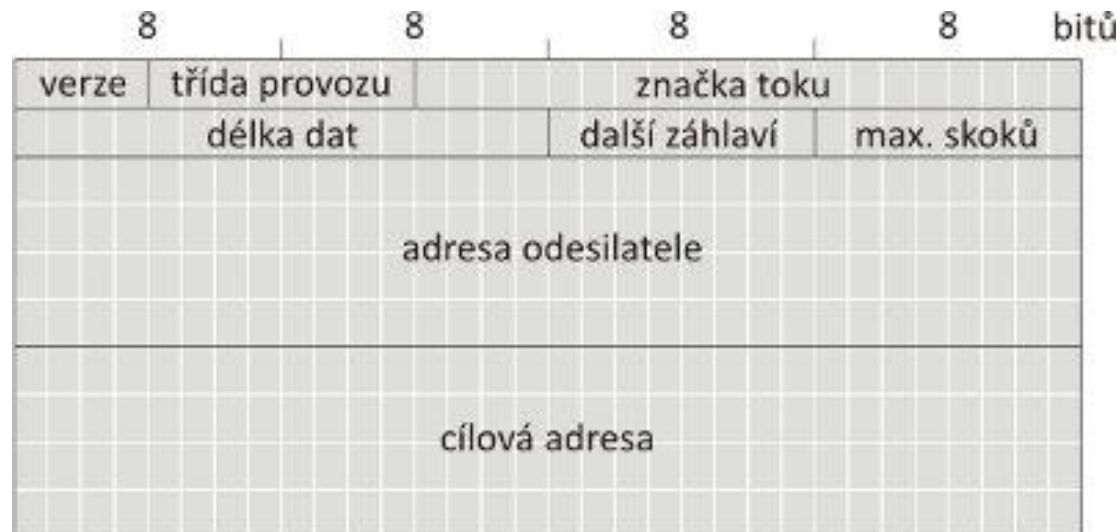 8 8 8 8 bitů
verze třída provozu značka toku
délka dat další záhlaví max. skoků
adresa odesilatele
cílová adresa